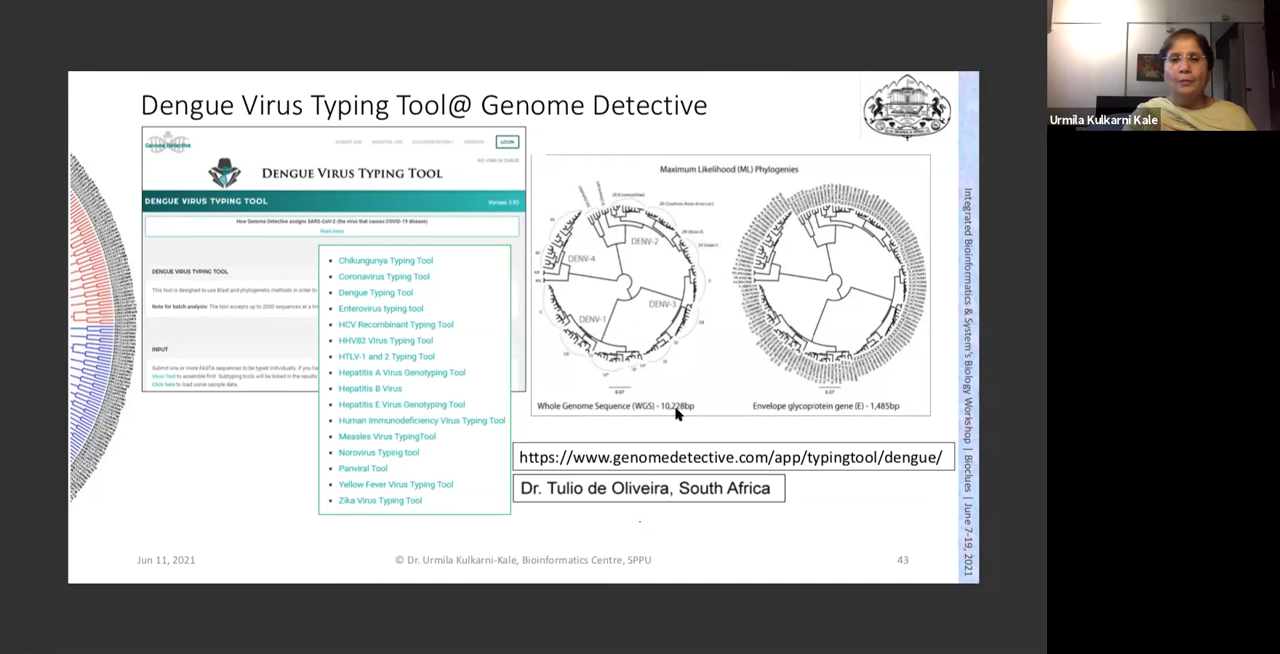 Dengue Virus Typing Tool@ Genome Detective
Genome Detective
LOGIN
DENGUE VIRUS TYPING TOOL
DENGUE VIRUS TYPING TOOL
How Genome Detective assigns SARS-CoV-2 (the virus that causes COVID-19 disease)
Read more
DENGUE VIRUS TYPING TOOL
This tool is designed to use Blast and phylogenetic methods in order to
Note for batch analysis: The tool accepts up to 2000 sequences at a
INPUT
Submit one or more FASTA sequences to be typed individually. If you
Virus Tool to assemble first. Subtyping tools will be linked in the results
Click here to load some sample data.
• Chikungunya Typing Tool
• Coronavirus Typing Tool
• Dengue Typing Tool
• Enterovirus typing tool
• HCV Recombinant Typing Tool
• HHV82 Virus Typing Tool
• HTLV-1 and 2 Typing Tool
• Hepatitis A Virus Genotyping Tool
• Hepatitis B Virus
• Hepatitis E Virus Genotyping Tool
• Human Immunodeficiency Virus Typing Tool
• Measles Virus TypingTool
• Norovirus Typing tool
• Panviral Tool
• Yellow Fever Virus Typing Tool
• Zika Virus Typing Tool
Maximum Likelihood (ML) Phylogenies
DENV-2
DENV-4
DENV-3
DENV-1
0.07
0.07
Whole Genome Sequence (WGS) - 10,228bp
Envelope glycoprotein gene (E) - 1,485bp
https://www.genomedetective.com/app/typingtool/dengue/
Dr. Tulio de Oliveira, South Africa
Jun 11, 2021
© Dr. Urmila Kulkarni-Kale, Bioinformatics Centre, SPPU
43
Integrated Bioinformatics & System's Biology Workshop | Bioclues | June 7-19, 2021
Urmila Kulkarni Kale